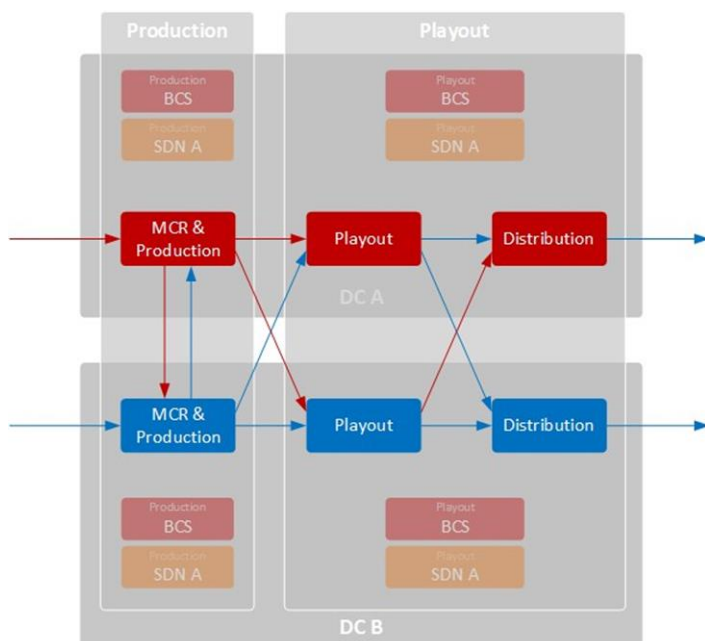 Production
Playout
Production
BCS
Playout
BCS
Production
SDN A
Playout
SDN A
MCR &
Production
Playout
Distribution
DC A
MCR &
Production
Playout
Distribution
Production
BCS
Playout
BCS
Production
SDN A
Playout
SDN A
DC B